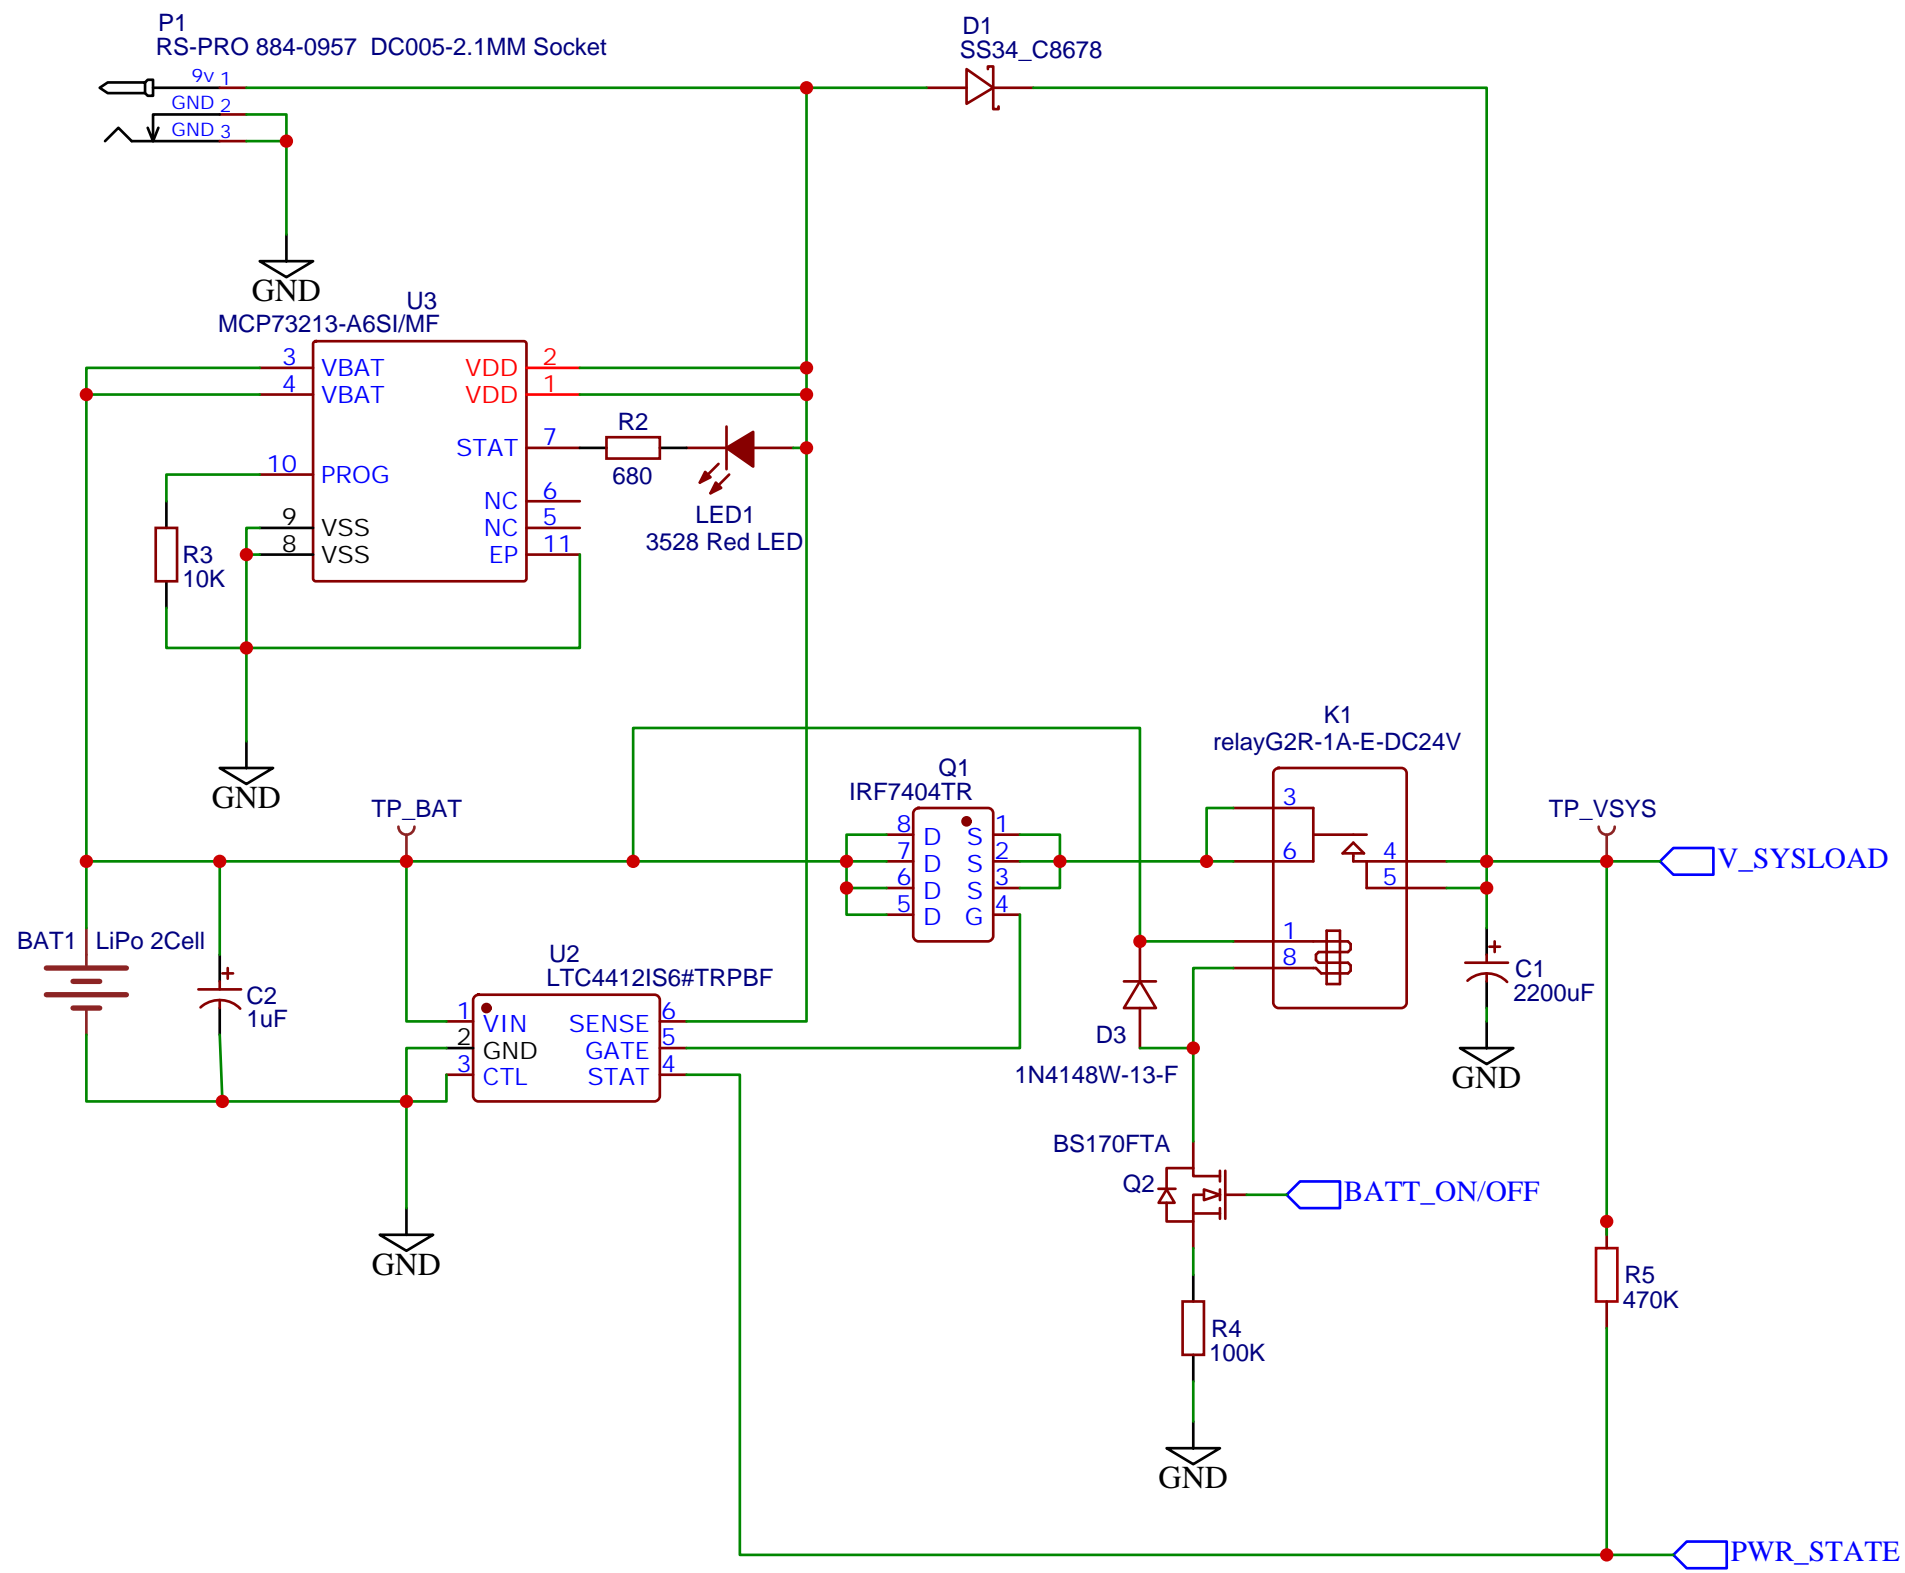 P1
RS-PRO 884-0957  DC005-2.1MM Socket
9v 1
GND 2
GND 3
GND
D1
SS34_C8678
U3
MCP73213-A6SI/MF
3 VBAT
4 VBAT
10 PROG
9 VSS
8 VSS
VDD 2
VDD 1
STAT 7
NC 6
NC 5
EP 11
R2
680
LED1
3528 Red LED
R3
10K
GND
TP_BAT
Q1
IRF7404TR
8 D S 1
7 D S 2
6 D S 3
5 D G 4
K1
relayG2R-1A-E-DC24V
3
6
4
5
1
8
TP_VSYS
V_SYSLOAD
BAT1 LiPo 2Cell
+
C2
1uF
U2
LTC4412IS6#TRPBF
1 VIN SENSE 6
2 GND GATE 5
3 CTL STAT 4
GND
D3
1N4148W-13-F
+
C1
2200uF
GND
BS170FTA
Q2
BATT_ON/OFF
R4
100K
GND
R5
470K
PWR_STATE